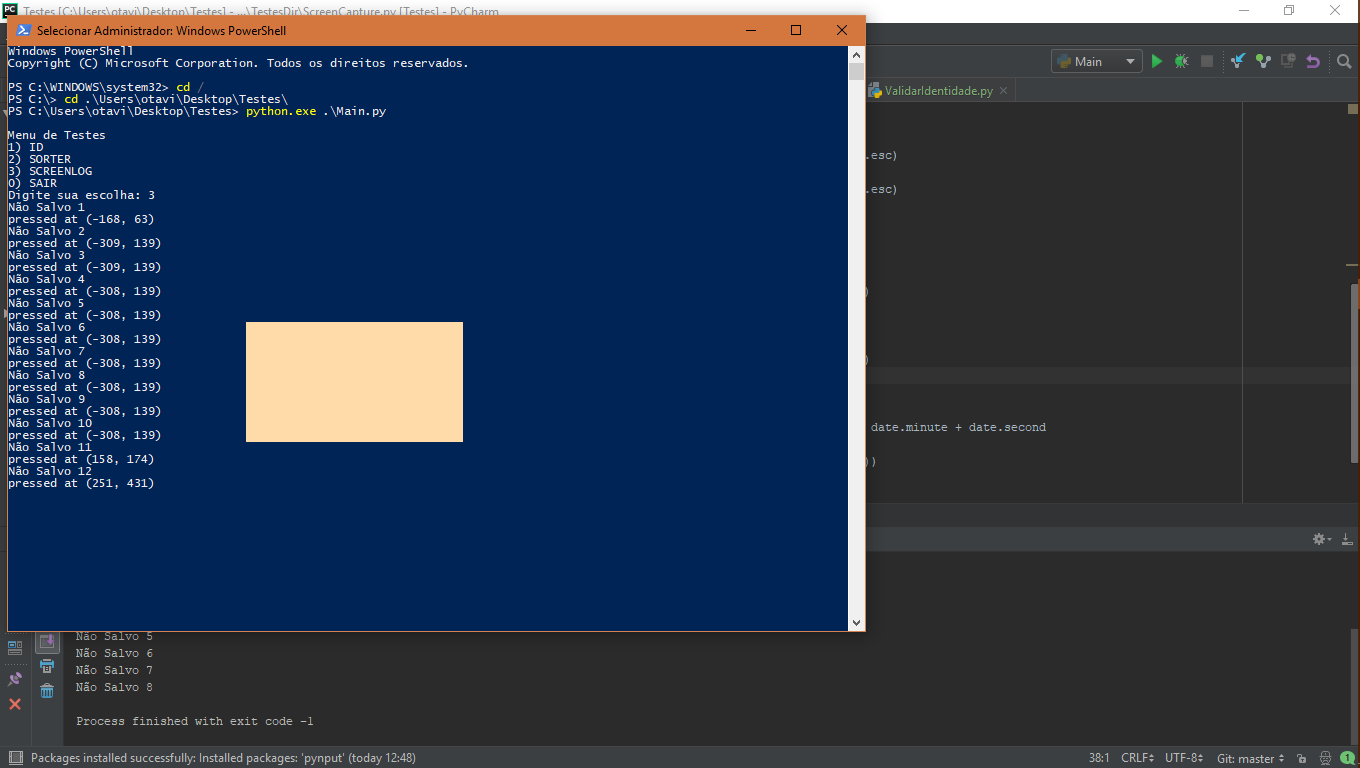 Testes [C:\Users\otavi\Desktop\Testes] - ...\TestesDir\ScreenCapture.py [Testes] - PyCharm
Selecionar Administrador: Windows PowerShell
Windows PowerShell
Copyright (C) Microsoft Corporation. Todos os direitos reservados.
PS C:\WINDOWS\system32> cd /
PS C:\> cd .\Users\otavi\Desktop\Testes\
PS C:\Users\otavi\Desktop\Testes> python.exe .\Main.py
Menu de Testes
1) ID
2) SORTER
3) SCREENLOG
0) SAIR
Digite sua escolha: 3
Não Salvo 1
pressed at (-168, 63)
Não Salvo 2
pressed at (-309, 139)
Não Salvo 3
pressed at (-309, 139)
Não Salvo 4
pressed at (-308, 139)
Não Salvo 5
pressed at (-308, 139)
Não Salvo 6
pressed at (-308, 139)
Não Salvo 7
pressed at (-308, 139)
Não Salvo 8
pressed at (-308, 139)
Não Salvo 9
pressed at (-308, 139)
Não Salvo 10
pressed at (-308, 139)
Não Salvo 11
pressed at (158, 174)
Não Salvo 12
pressed at (251, 431)
Main
ValidarIdentidade.py
.esc)
.esc)
)
)
date.minute + date.second
))
Não Salvo 5
Não Salvo 6
Não Salvo 7
Não Salvo 8
Process finished with exit code -1
Packages installed successfully: Installed packages: 'pynput' (today 12:48)
38:1 CRLF UTF-8 Git: master 1